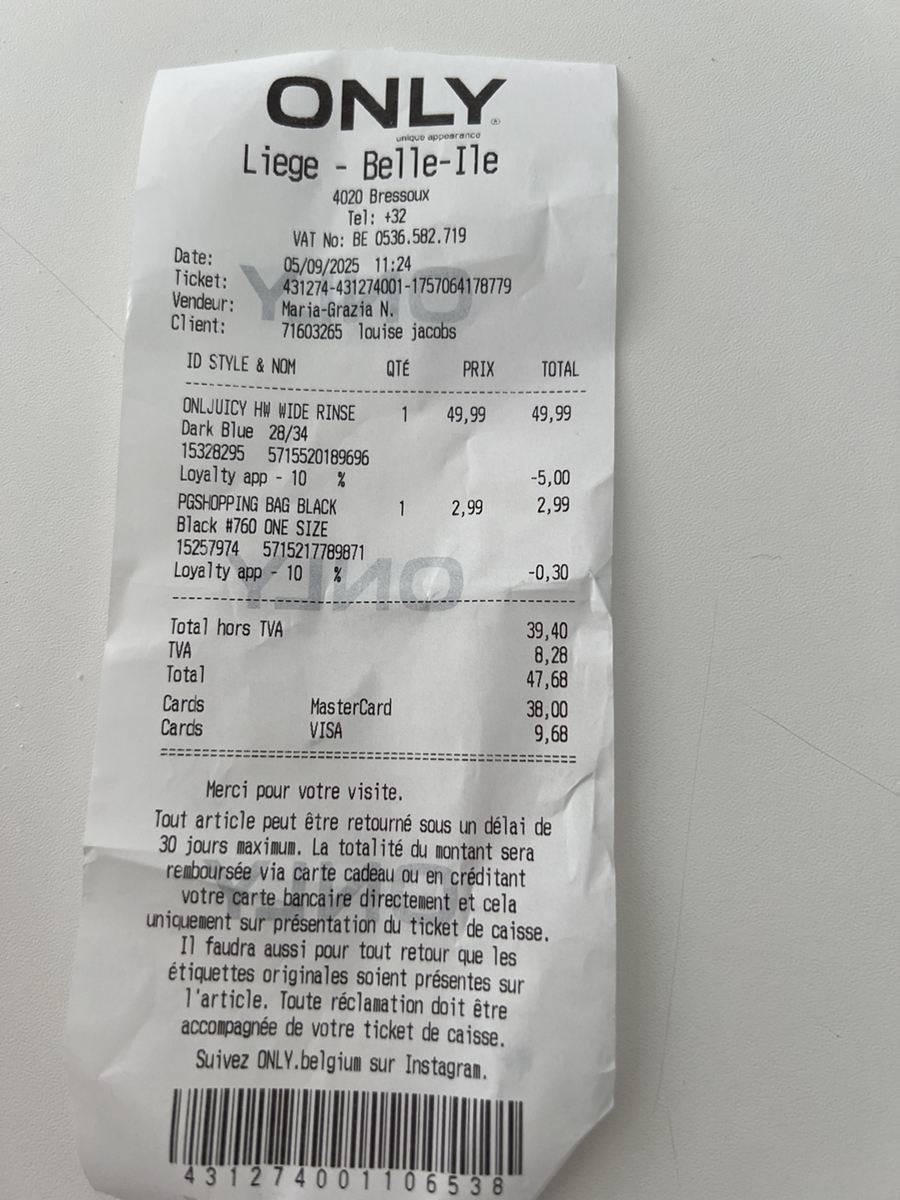 ONLY
unique appearance
Liege - Belle-Ile
4020 Bressoux
Tel: +32
VAT No: BE 0536.582.719
Date: 05/09/2025 11:24
Ticket: 431274-431274001-1757064178779
Vendeur: Maria-Grazia N.
Client: 71603265 louise jacobs
ID STYLE & NOM QTÉ PRIX TOTAL
ONLJUICY HW WIDE RINSE 1 49,99 49,99
Dark Blue 28/34
15328295 5715520189696
Loyalty app - 10 % -5,00
PGSHOPPING BAG BLACK 1 2,99 2,99
Black #760 ONE SIZE
15257974 5715217789871
Loyalty app - 10 % -0,30
Total hors TVA 39,40
TVA 8,28
Total 47,68
Cards MasterCard 38,00
Cards VISA 9,68
Merci pour votre visite.
Tout article peut être retourné sous un délai de
30 jours maximum. La totalité du montant sera
remboursée via carte cadeau ou en créditant
votre carte bancaire directement et cela
uniquement sur présentation du ticket de caisse.
Il faudra aussi pour tout retour que les
étiquettes originales soient présentes sur
l'article. Toute réclamation doit être
accompagnée de votre ticket de caisse.
Suivez ONLY.belgium sur Instagram.
431274001106538